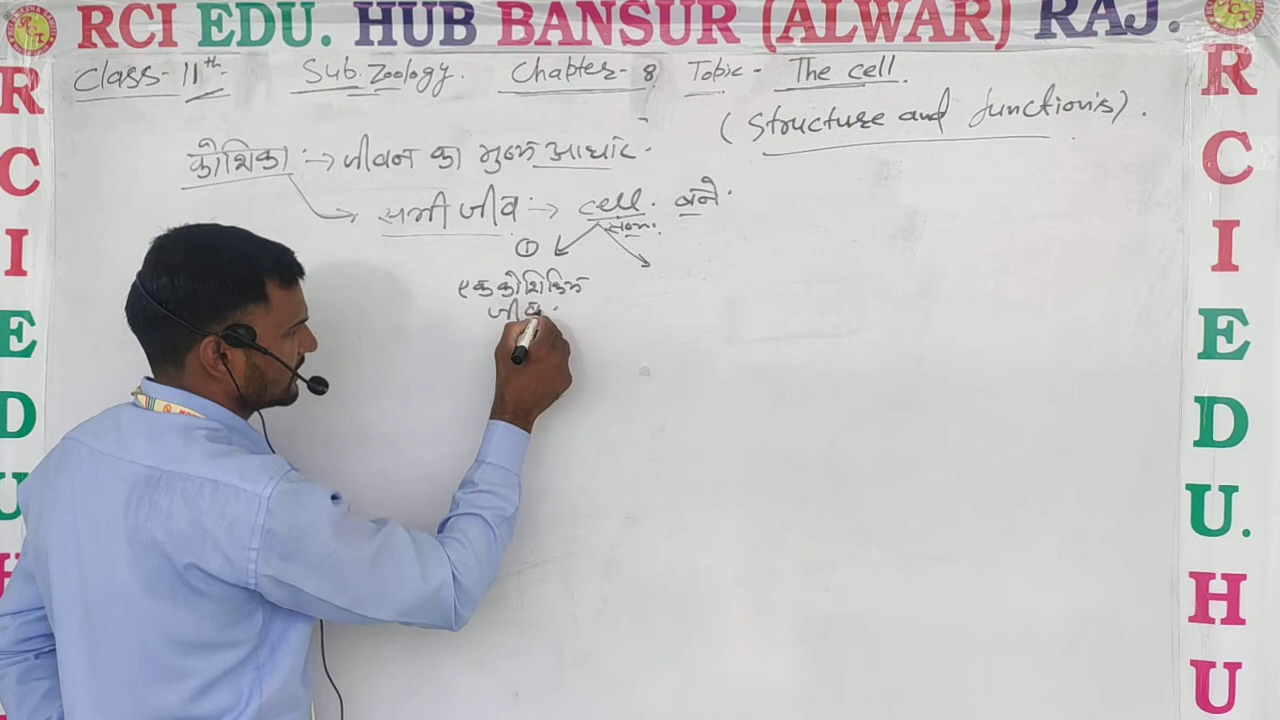 RCI EDU. HUB BANSUR (ALWAR) RAJ.
Class-11th. Sub. Zoology. Chapter-8 Topic- The cell.
(Structure and function's).
कोशिका :→ जीवन का मुख्य आधार.
सभी जीव :→ cell. बने
①
एककोशिकिय
जीव.
R
C
I
E
D
U
H
R
C
I
E
D
U.
H
U